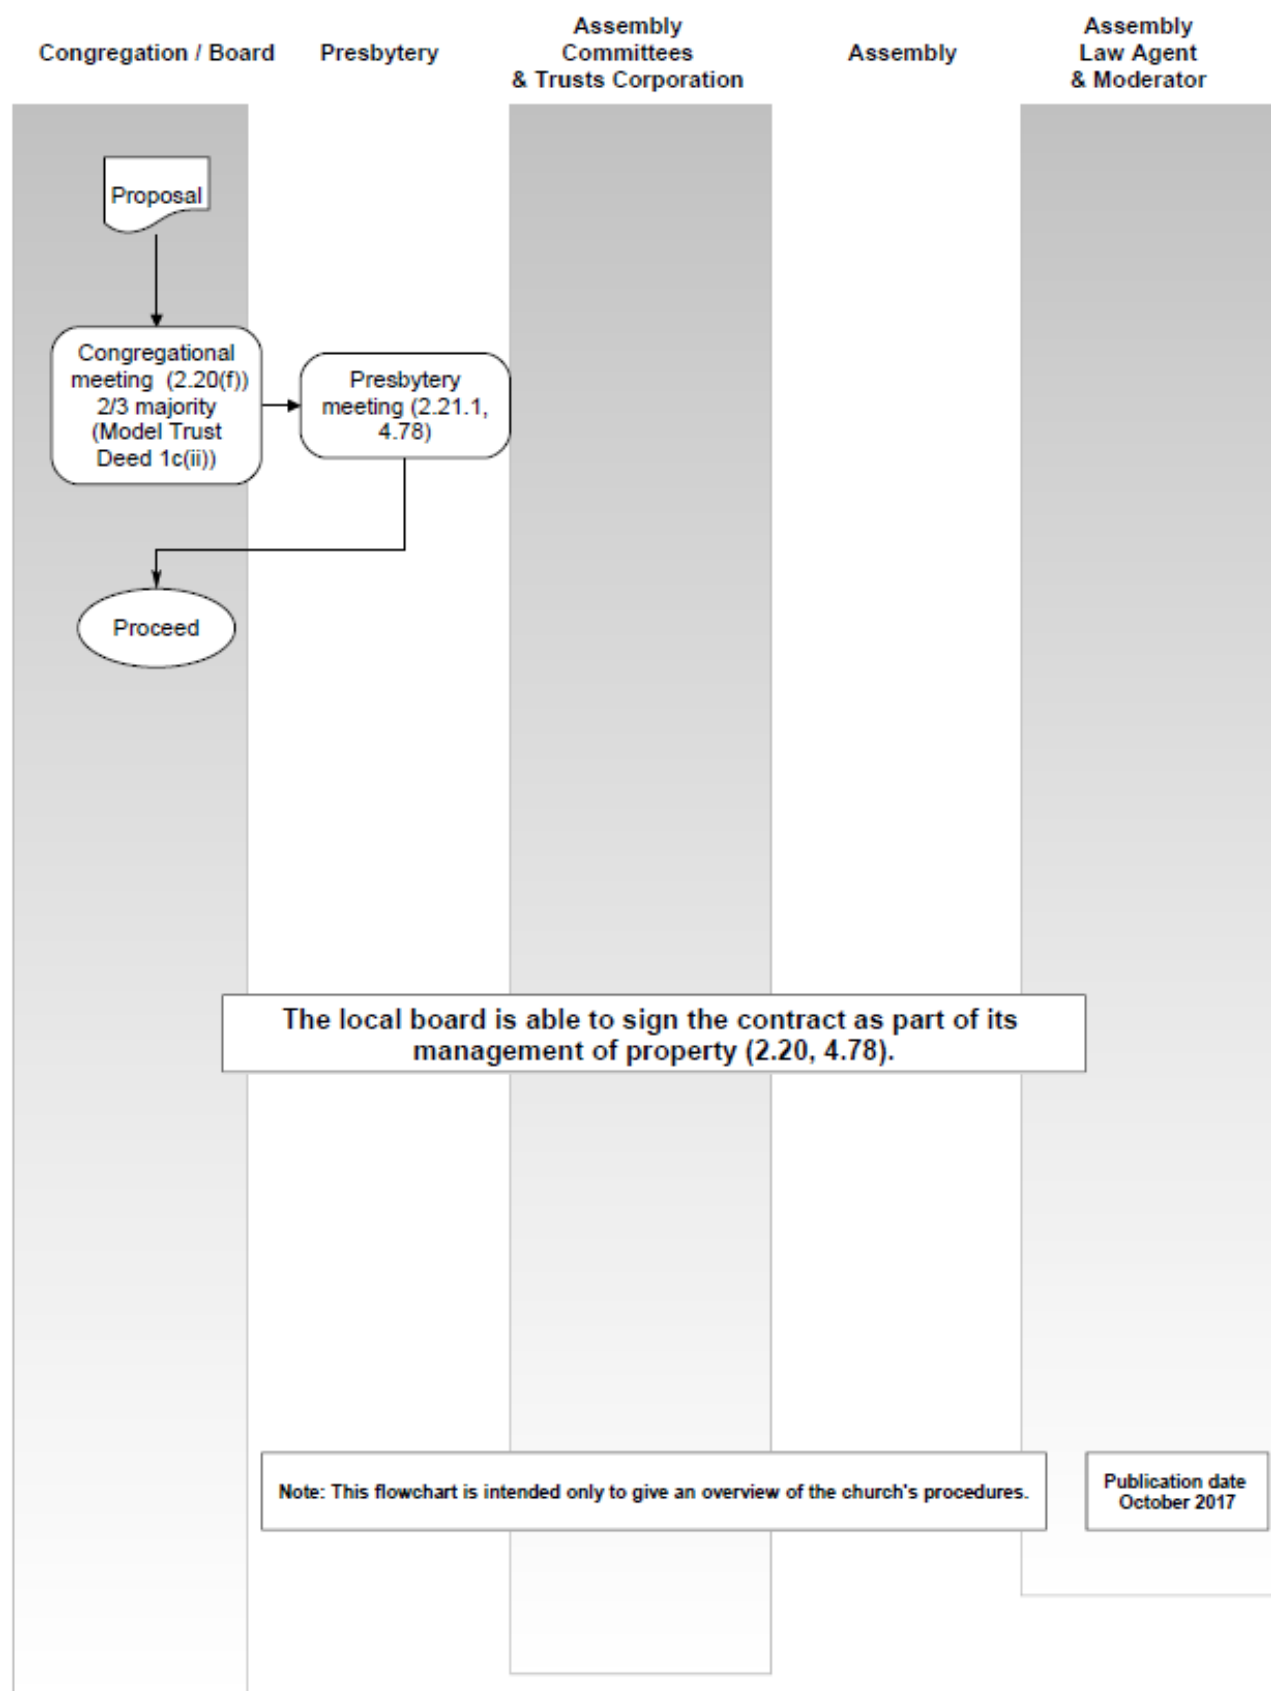 Congregation / Board
Presbytery
Assembly
Committees
& Trusts Corporation
Assembly
Assembly
Law Agent
& Moderator
Proposal
Congregational
meeting (2.20(f))
2/3 majority
(Model Trust
Deed 1c(ii))
Presbytery
meeting (2.21.1,
4.78)
Proceed
The local board is able to sign the contract as part of its
management of property (2.20, 4.78).
Note: This flowchart is intended only to give an overview of the church's procedures.
Publication date
October 2017